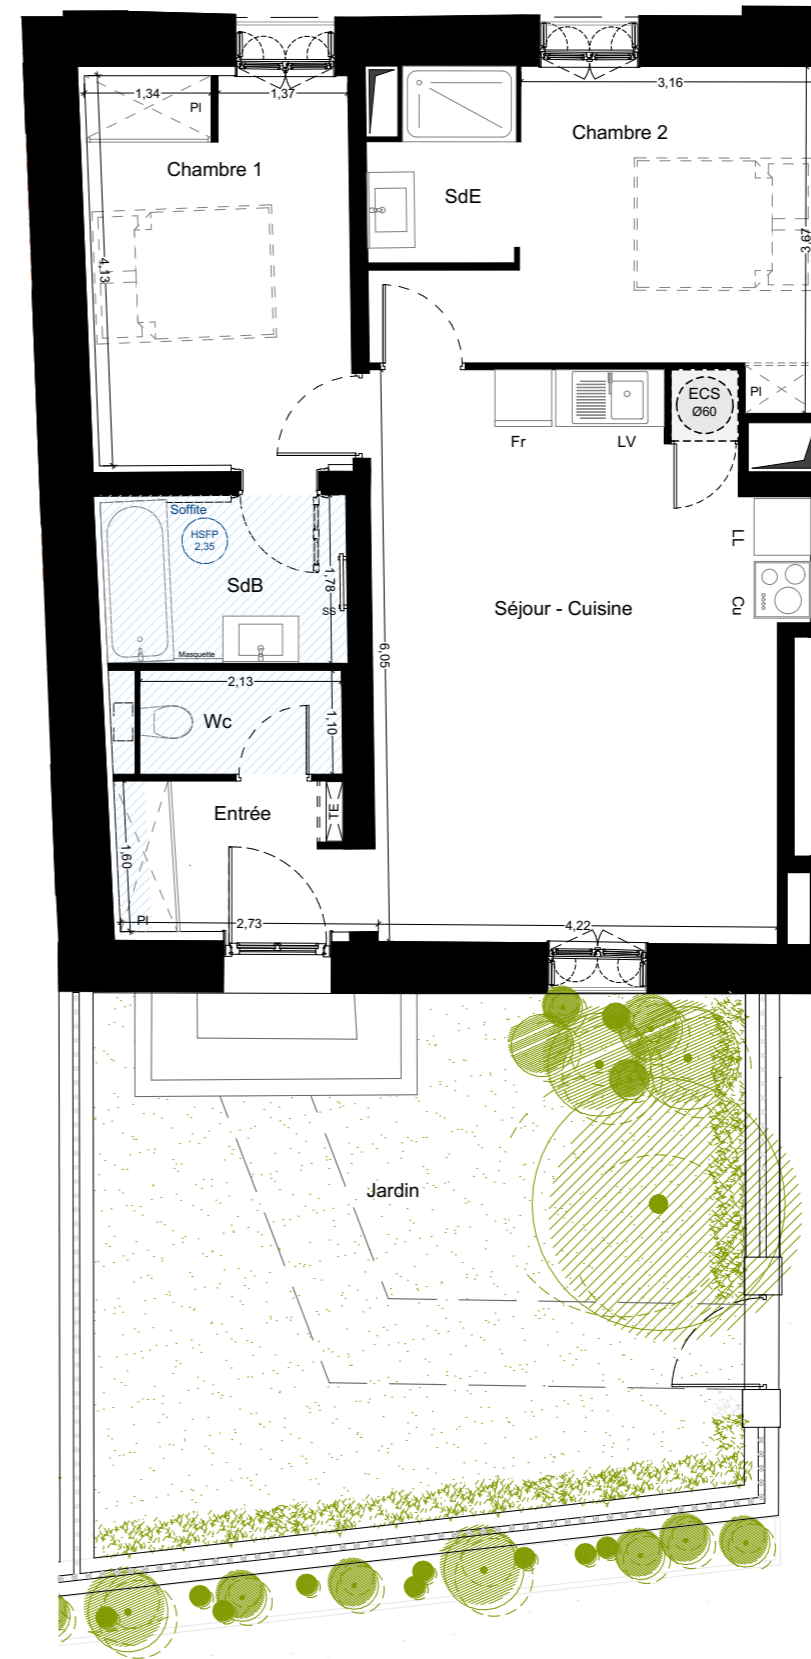 1,34
Pl
1,37
3,16
Chambre 1
Chambre 2
SdE
4,13
3,67
Pl
ECS
Ø60
Fr
LV
Soffite
HSFP
2,35
LL
SdB
1,78
SS
Cu
Séjour - Cuisine
Masquette
6,05
2,13
Wc
1,10
Entrée
TE
1,60
Pl
2,73
4,22
Jardin